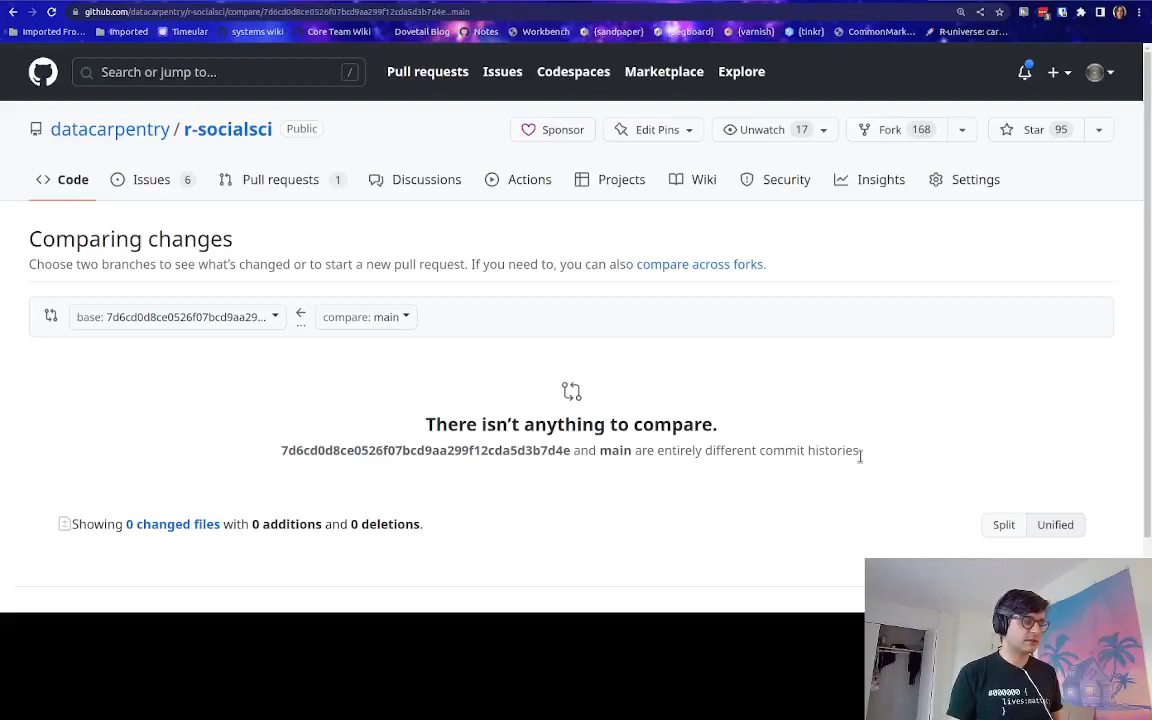 github.com/datacarpentry/r-socialsci/compare/7d6cd0d8ce0526f07bcd9aa299f12cda5d3b7d4e...main
Imported Fro... Imported Timeular systems wiki Core Team Wiki Dovetail Blog Notes Workbench {sandpaper} {pegboard} {varnish} {tinkr} CommonMark... R-universe: car...
Search or jump to... / Pull requests Issues Codespaces Marketplace Explore
datacarpentry / r-socialsci Public Sponsor Edit Pins Unwatch 17 Fork 168 Star 95
Code Issues 6 Pull requests 1 Discussions Actions Projects Wiki Security Insights Settings
Comparing changes
Choose two branches to see what's changed or to start a new pull request. If you need to, you can also compare across forks.
base: 7d6cd0d8ce0526f07bcd9aa29... ... compare: main
There isn't anything to compare.
7d6cd0d8ce0526f07bcd9aa299f12cda5d3b7d4e and main are entirely different commit histories.
Showing 0 changed files with 0 additions and 0 deletions.
Split Unified
#000000 {
lives:matter
}